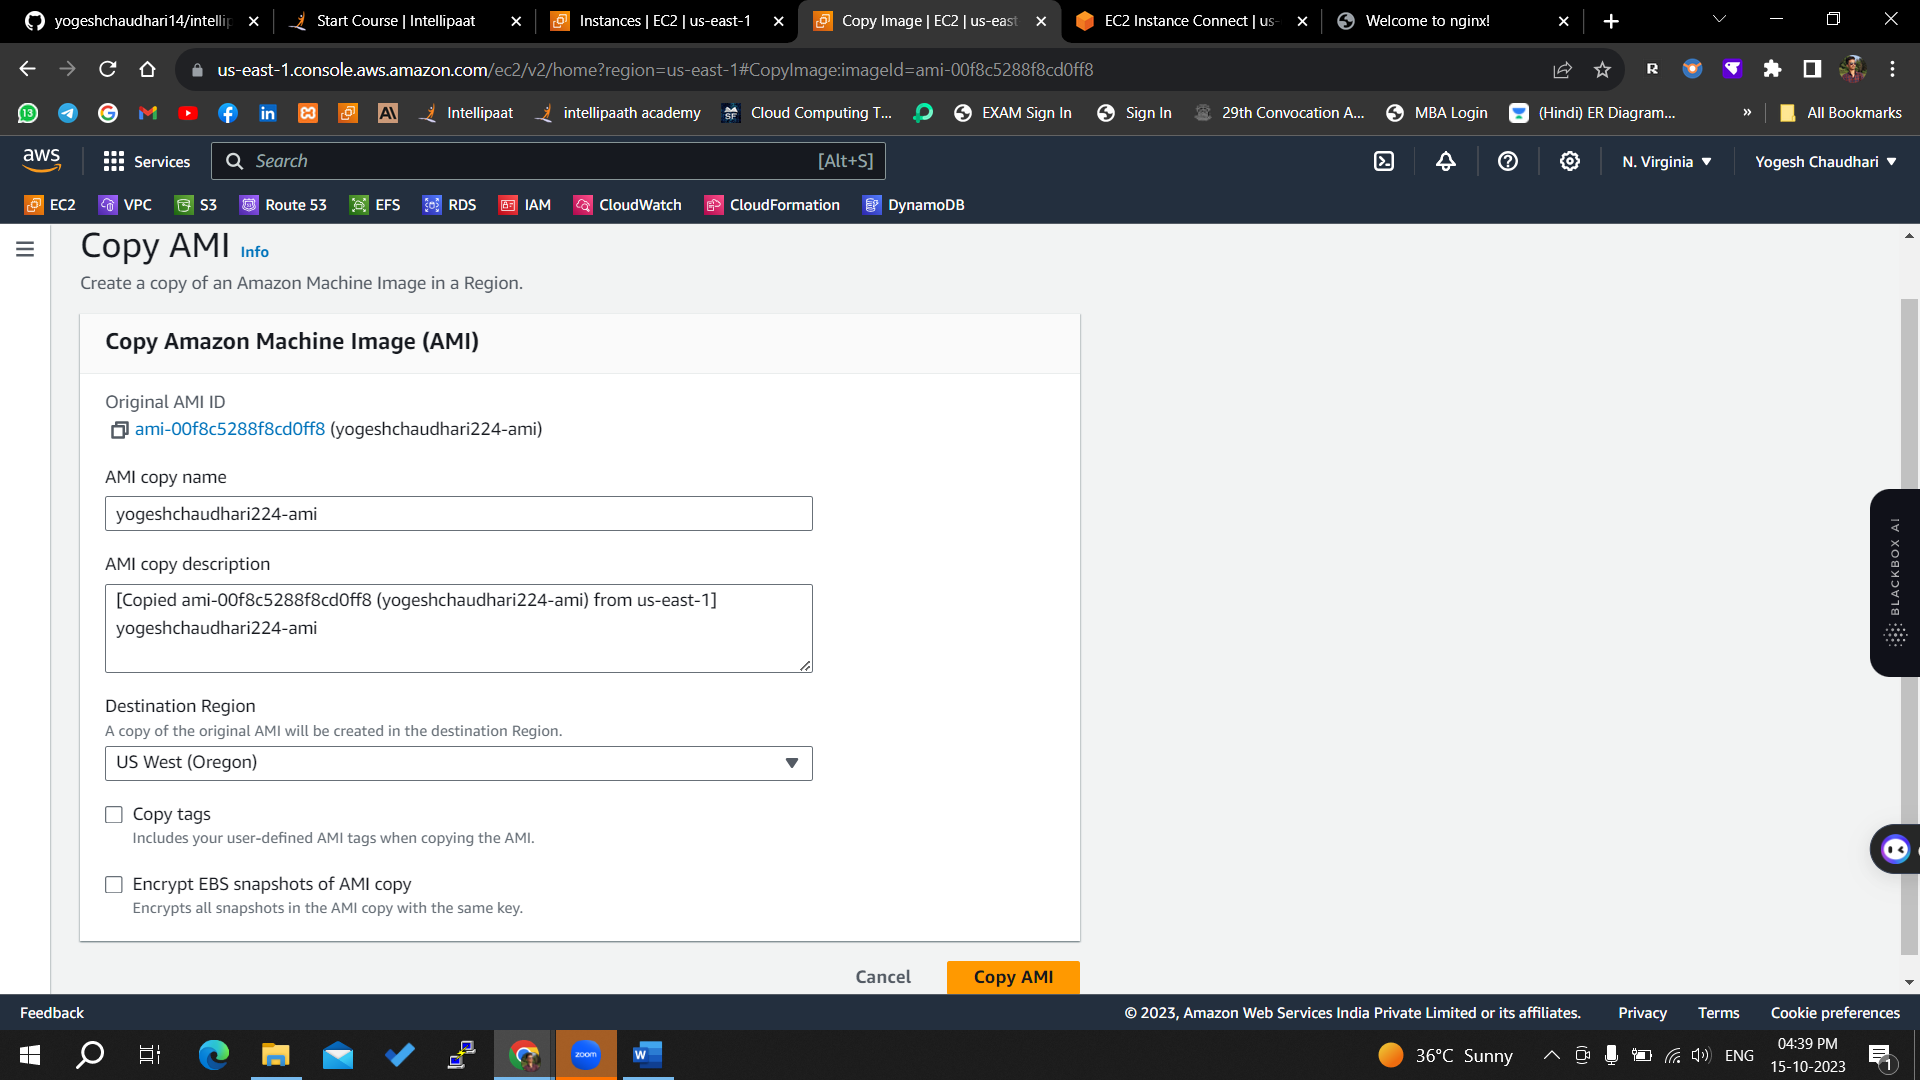 yogeshchaudhari14/intellip
Start Course | Intellipaat
Instances | EC2 | us-east-1
Copy Image | EC2 | us-east
EC2 Instance Connect | us-
Welcome to nginx!
us-east-1.console.aws.amazon.com/ec2/v2/home?region=us-east-1#CopyImage:imageId=ami-00f8c5288f8cd0ff8
R
13
Intellipaat
intellipaath academy
SF
Cloud Computing T...
EXAM Sign In
Sign In
29th Convocation A...
MBA Login
(Hindi) ER Diagram...
»
All Bookmarks
aws
Services
Search
[Alt+S]
N. Virginia
Yogesh Chaudhari
EC2
VPC
S3
Route 53
EFS
RDS
IAM
CloudWatch
CloudFormation
DynamoDB
Copy AMI Info
Create a copy of an Amazon Machine Image in a Region.
Copy Amazon Machine Image (AMI)
Original AMI ID
ami-00f8c5288f8cd0ff8 (yogeshchaudhari224-ami)
AMI copy name
yogeshchaudhari224-ami
AMI copy description
[Copied ami-00f8c5288f8cd0ff8 (yogeshchaudhari224-ami) from us-east-1]
yogeshchaudhari224-ami
Destination Region
A copy of the original AMI will be created in the destination Region.
US West (Oregon)
Copy tags
Includes your user-defined AMI tags when copying the AMI.
Encrypt EBS snapshots of AMI copy
Encrypts all snapshots in the AMI copy with the same key.
Cancel
Copy AMI
BLACKBOX AI
Feedback
© 2023, Amazon Web Services India Private Limited or its affiliates.
Privacy
Terms
Cookie preferences
zoom
W
36°C Sunny
ENG
04:39 PM
15-10-2023
1